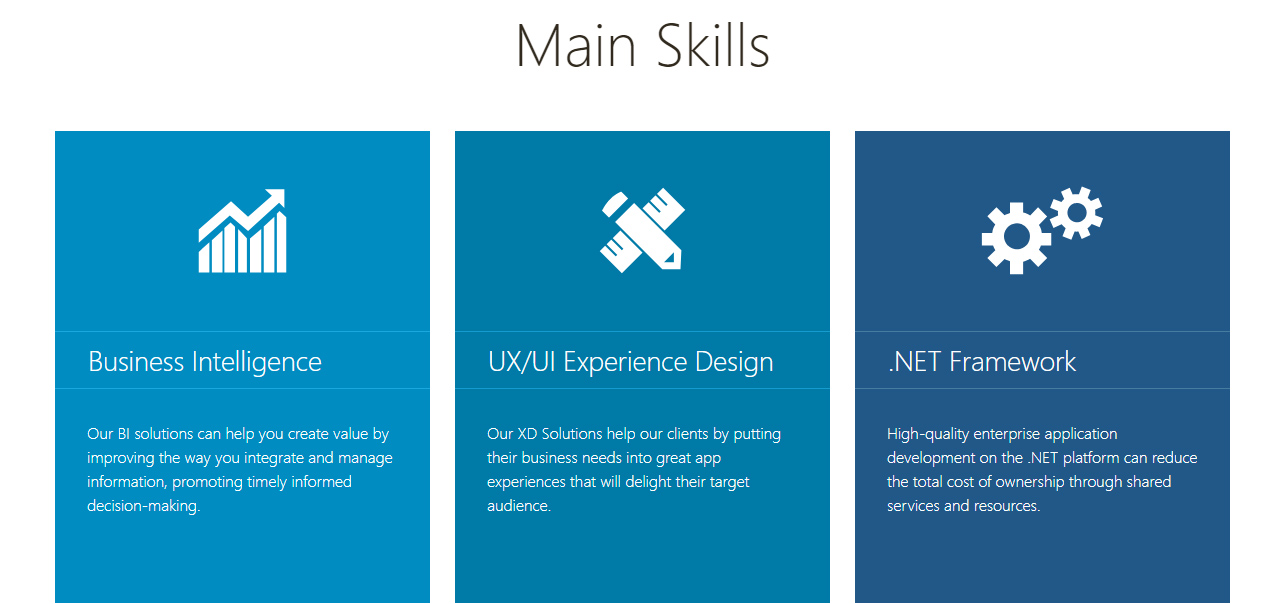 Main Skills
Business Intelligence
Our BI solutions can help you create value by
improving the way you integrate and manage
information, promoting timely informed
decision-making.
UX/UI Experience Design
Our XD Solutions help our clients by putting
their business needs into great app
experiences that will delight their target
audience.
.NET Framework
High-quality enterprise application
development on the .NET platform can reduce
the total cost of ownership through shared
services and resources.